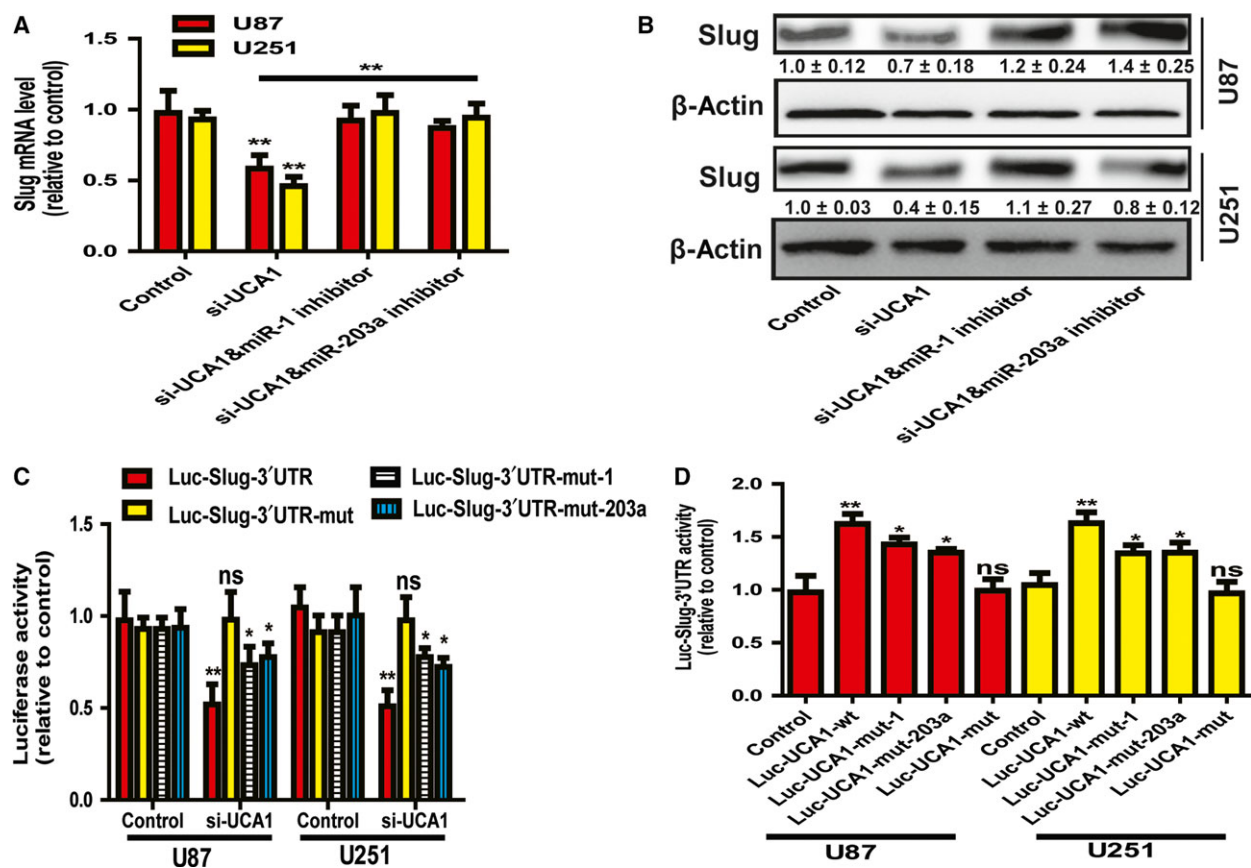 A
U87
U251
Slug mRNA level
(relative to control)
1.5
1.0
0.5
0.0
**
**
**
Control
si-UCA1
si-UCA1&miR-1 inhibitor
si-UCA1&miR-203a inhibitor
B
Slug
1.0 ± 0.12 0.7 ± 0.18 1.2 ± 0.24 1.4 ± 0.25
β-Actin
U87
Slug
1.0 ± 0.03 0.4 ± 0.15 1.1 ± 0.27 0.8 ± 0.12
β-Actin
U251
Control
si-UCA1
si-UCA1&miR-1 inhibitor
si-UCA1&miR-203a inhibitor
C
Luc-Slug-3′UTR
Luc-Slug-3′UTR-mut
Luc-Slug-3′UTR-mut-1
Luc-Slug-3′UTR-mut-203a
Luciferase activity
(relative to control)
1.5
1.0
0.5
0.0
**
ns
*
*
**
ns
*
*
Control si-UCA1 Control si-UCA1
U87 U251
D
Luc-Slug-3′UTR activity
(relative to control)
2.0
1.5
1.0
0.5
0.0
**
*
*
ns
**
*
*
ns
Control
Luc-UCA1-wt
Luc-UCA1-mut-1
Luc-UCA1-mut-203a
Luc-UCA1-mut
Control
Luc-UCA1-wt
Luc-UCA1-mut-1
Luc-UCA1-mut-203a
Luc-UCA1-mut
U87 U251